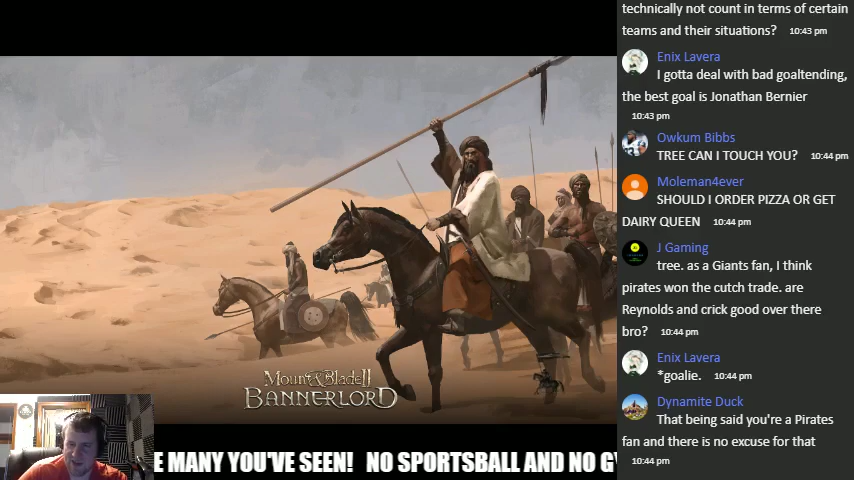 technically not count in terms of certain
teams and their situations? 10:43 pm
Enix Lavera
I gotta deal with bad goaltending,
the best goal is Jonathan Bernier
10:43 pm
Owkum Bibbs
TREE CAN I TOUCH YOU? 10:44 pm
Moleman4ever
SHOULD I ORDER PIZZA OR GET
DAIRY QUEEN 10:44 pm
J Gaming
tree. as a Giants fan, I think
pirates won the cutch trade. are
Reynolds and crick good over there
bro? 10:44 pm
Enix Lavera
*goalie. 10:44 pm
Dynamite Duck
That being said you're a Pirates
fan and there is no excuse for that
10:44 pm
Mount & Blade II
BANNERLORD
E MANY YOU'VE SEEN! NO SPORTSBALL AND NO G